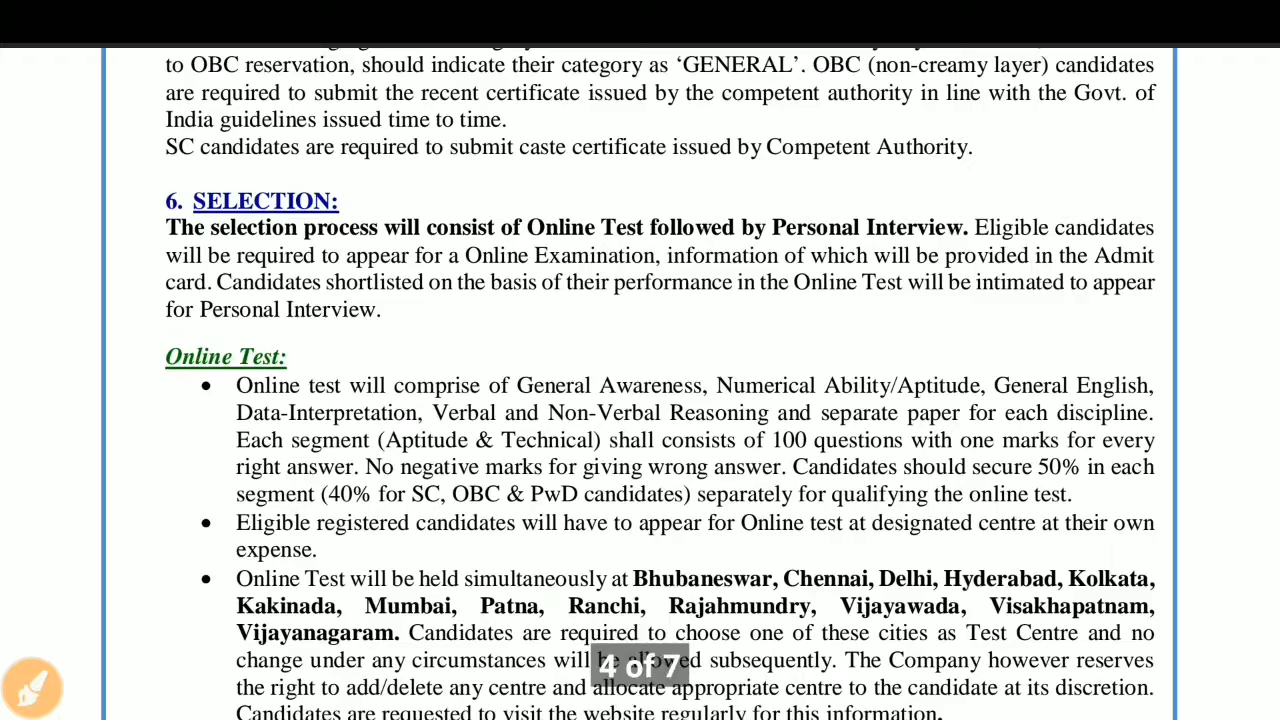 to OBC reservation, should indicate their category as ‘GENERAL’. OBC (non-creamy layer) candidates
are required to submit the recent certificate issued by the competent authority in line with the Govt. of
India guidelines issued time to time.
SC candidates are required to submit caste certificate issued by Competent Authority.
6. SELECTION:
The selection process will consist of Online Test followed by Personal Interview. Eligible candidates
will be required to appear for a Online Examination, information of which will be provided in the Admit
card. Candidates shortlisted on the basis of their performance in the Online Test will be intimated to appear
for Personal Interview.
Online Test:
• Online test will comprise of General Awareness, Numerical Ability/Aptitude, General English,
Data-Interpretation, Verbal and Non-Verbal Reasoning and separate paper for each discipline.
Each segment (Aptitude & Technical) shall consists of 100 questions with one marks for every
right answer. No negative marks for giving wrong answer. Candidates should secure 50% in each
segment (40% for SC, OBC & PwD candidates) separately for qualifying the online test.
• Eligible registered candidates will have to appear for Online test at designated centre at their own
expense.
• Online Test will be held simultaneously at Bhubaneswar, Chennai, Delhi, Hyderabad, Kolkata,
Kakinada, Mumbai, Patna, Ranchi, Rajahmundry, Vijayawada, Visakhapatnam,
Vijayanagaram. Candidates are required to choose one of these cities as Test Centre and no
change under any circumstances will be allowed subsequently. The Company however reserves
4 of 7
the right to add/delete any centre and allocate appropriate centre to the candidate at its discretion.
Candidates are requested to visit the website regularly for this information.